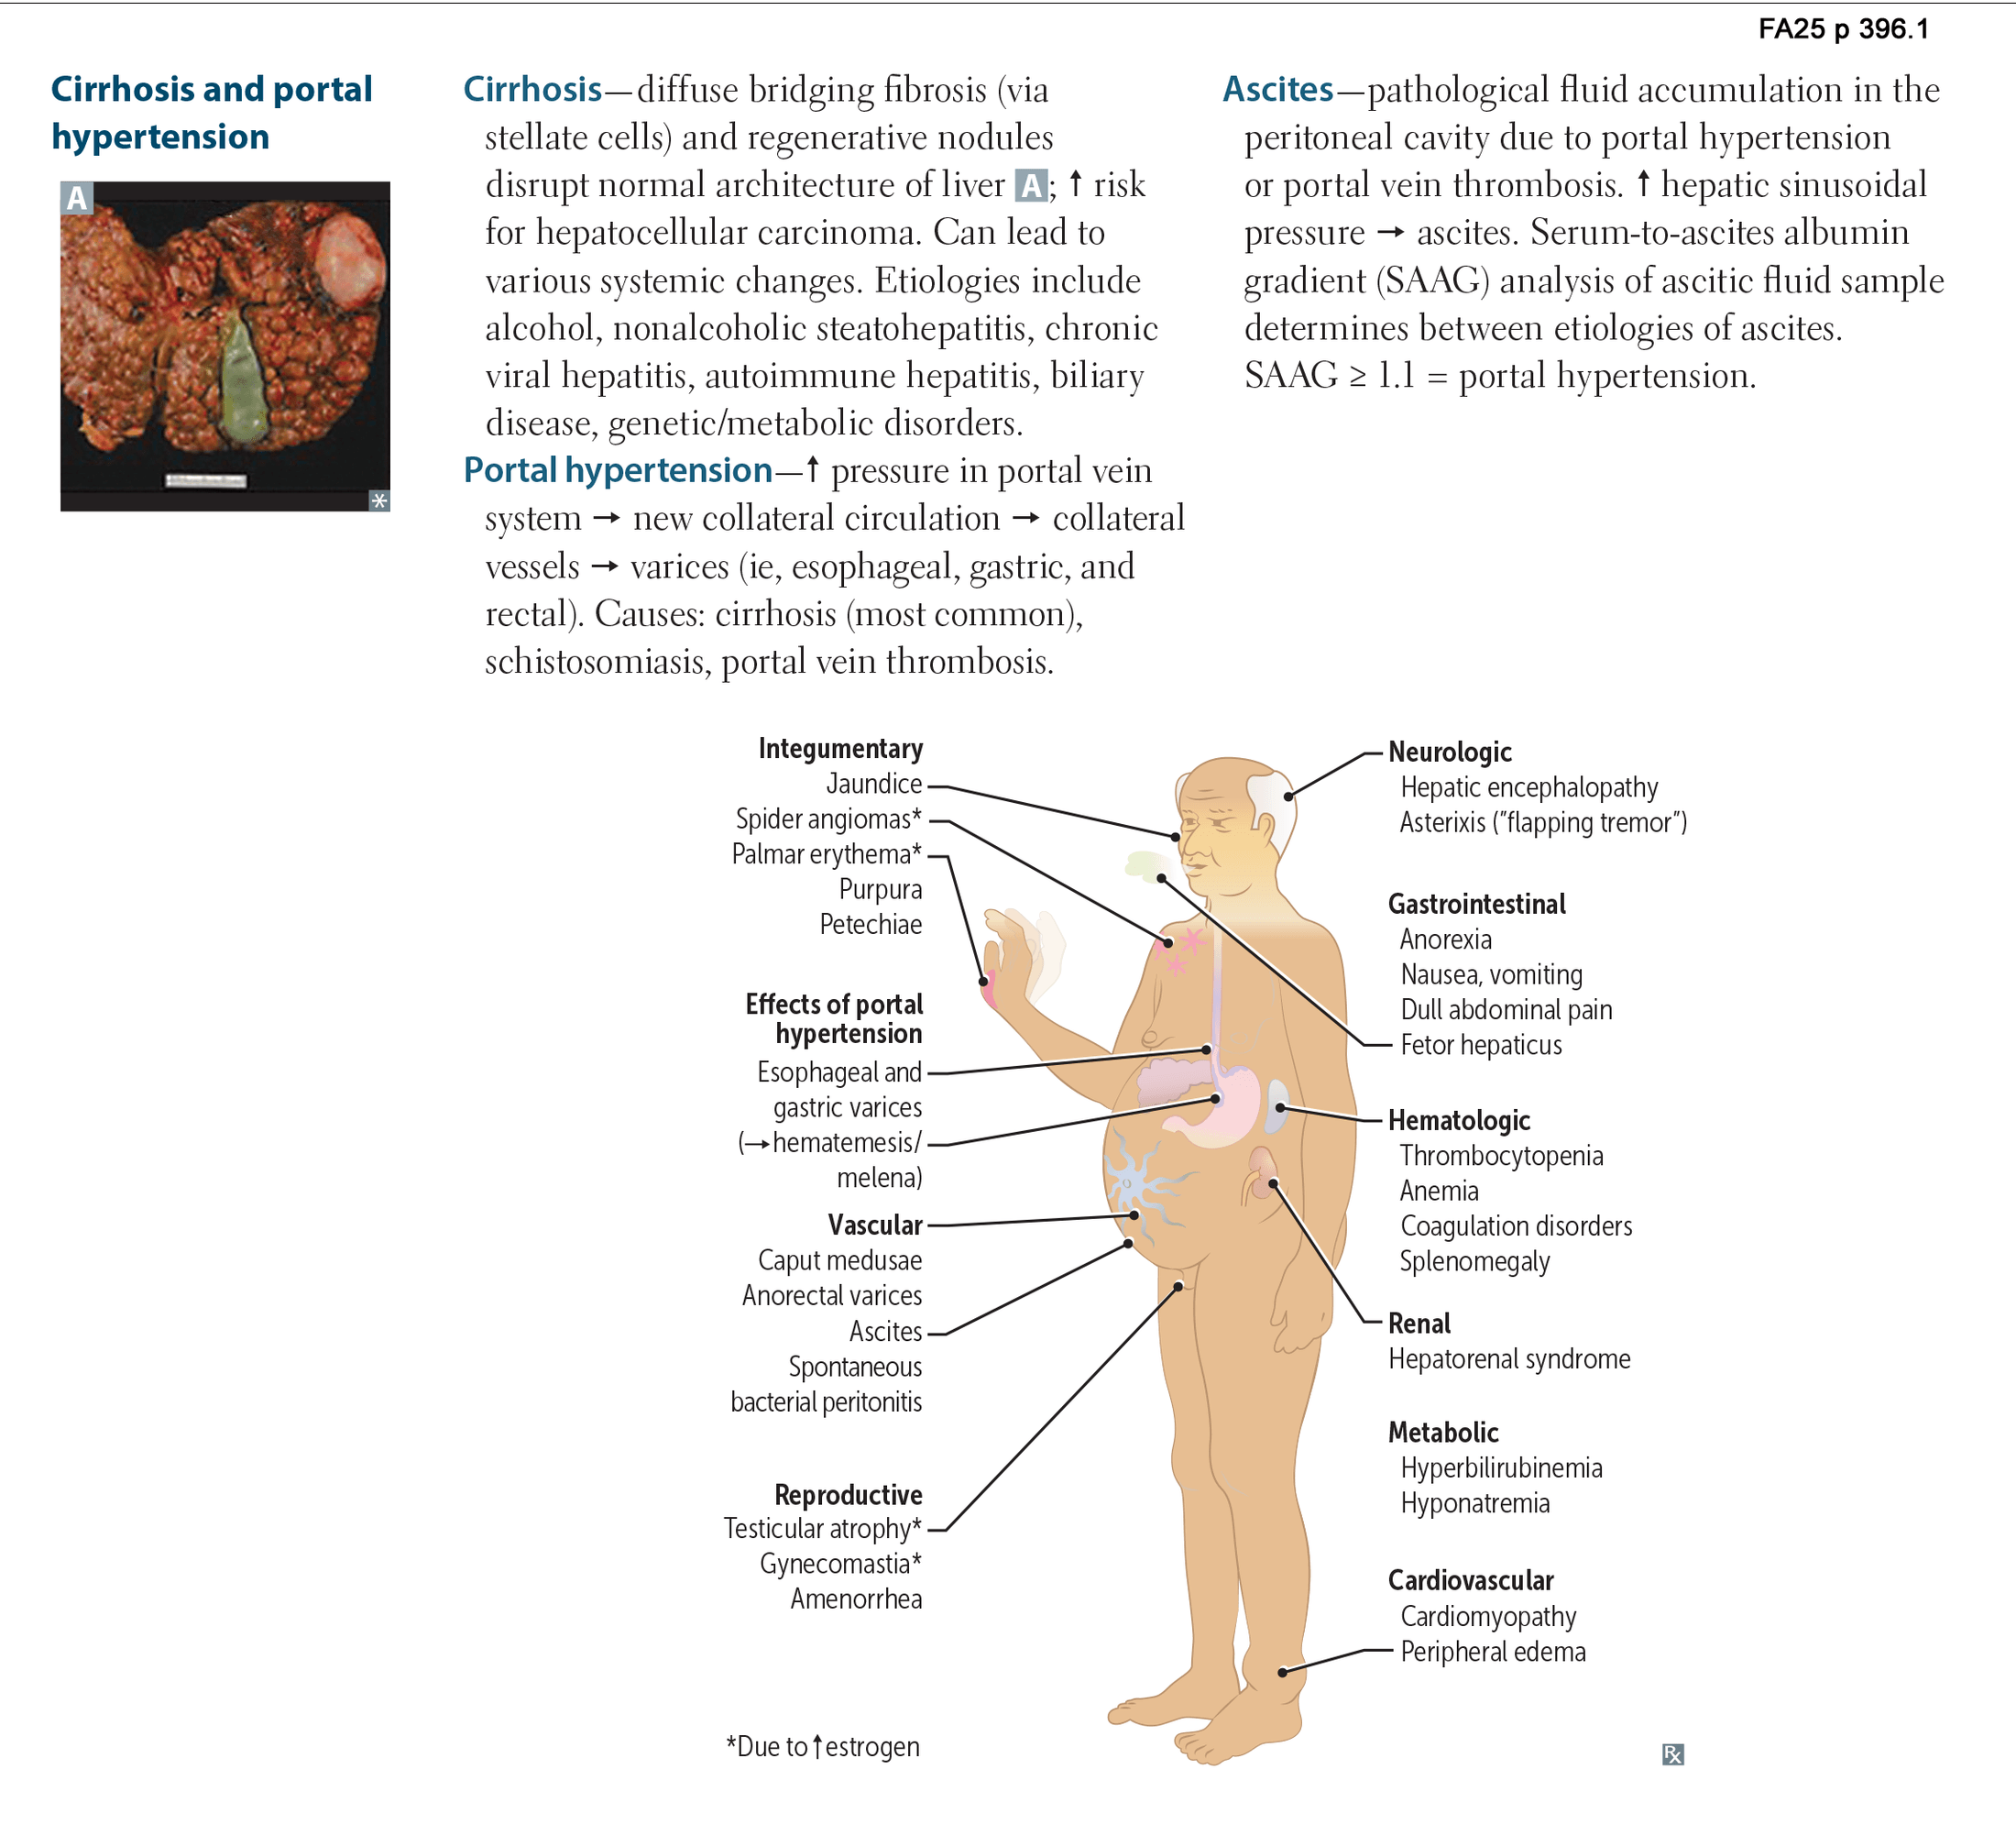 FA25 p 396.1
Cirrhosis and portal
hypertension
A
*
Cirrhosis—diffuse bridging fibrosis (via
stellate cells) and regenerative nodules
disrupt normal architecture of liver A; ↑ risk
for hepatocellular carcinoma. Can lead to
various systemic changes. Etiologies include
alcohol, nonalcoholic steatohepatitis, chronic
viral hepatitis, autoimmune hepatitis, biliary
disease, genetic/metabolic disorders.
Portal hypertension—↑ pressure in portal vein
system → new collateral circulation → collateral
vessels → varices (ie, esophageal, gastric, and
rectal). Causes: cirrhosis (most common),
schistosomiasis, portal vein thrombosis.
Ascites—pathological fluid accumulation in the
peritoneal cavity due to portal hypertension
or portal vein thrombosis. ↑ hepatic sinusoidal
pressure → ascites. Serum-to-ascites albumin
gradient (SAAG) analysis of ascitic fluid sample
determines between etiologies of ascites.
SAAG ≥ 1.1 = portal hypertension.
Integumentary
Jaundice
Spider angiomas*
Palmar erythema*
Purpura
Petechiae
Effects of portal
hypertension
Esophageal and
gastric varices
(→hematemesis/
melena)
Vascular
Caput medusae
Anorectal varices
Ascites
Spontaneous
bacterial peritonitis
Reproductive
Testicular atrophy*
Gynecomastia*
Amenorrhea
*Due to ↑ estrogen
Neurologic
Hepatic encephalopathy
Asterixis ("flapping tremor")
Gastrointestinal
Anorexia
Nausea, vomiting
Dull abdominal pain
Fetor hepaticus
Hematologic
Thrombocytopenia
Anemia
Coagulation disorders
Splenomegaly
Renal
Hepatorenal syndrome
Metabolic
Hyperbilirubinemia
Hyponatremia
Cardiovascular
Cardiomyopathy
Peripheral edema
Rx